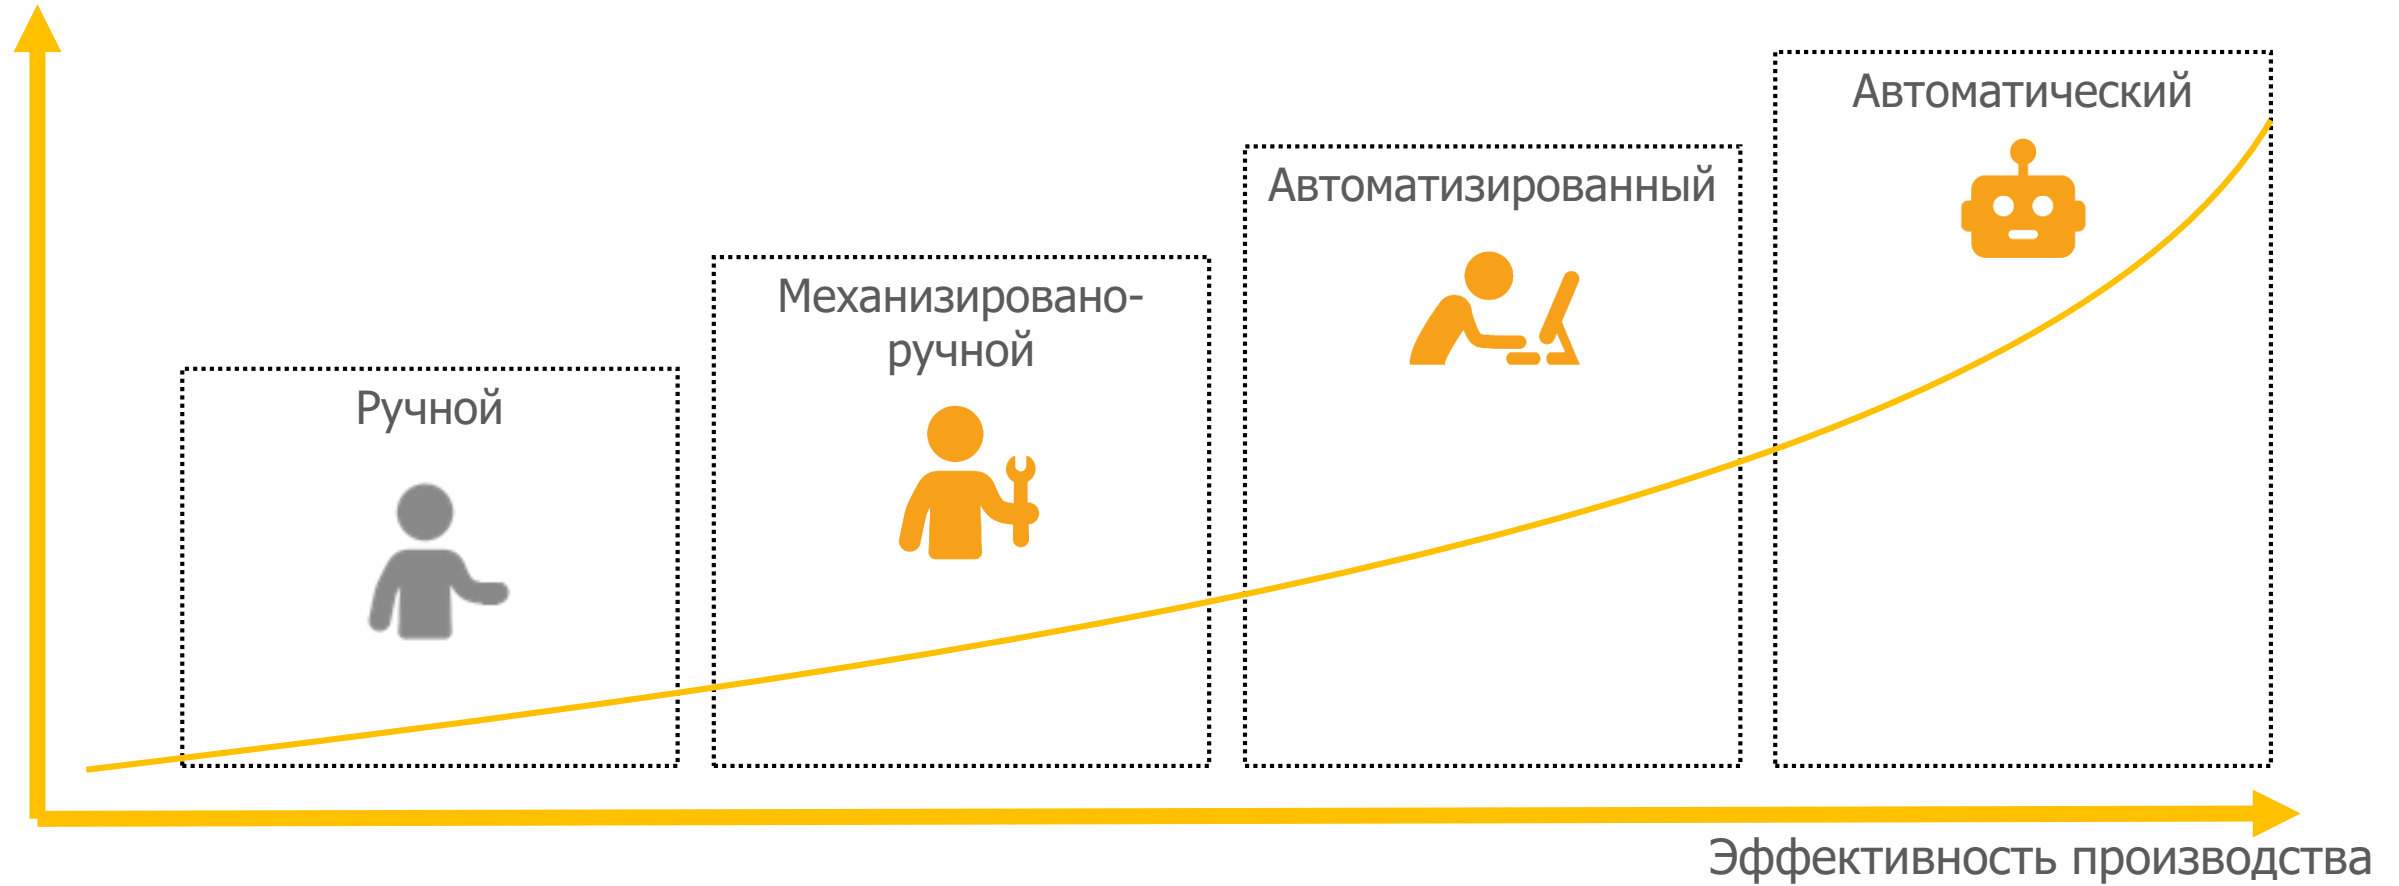 Ручной
Механизировано-
ручной
Автоматизированный
Автоматический
Эффективность производства